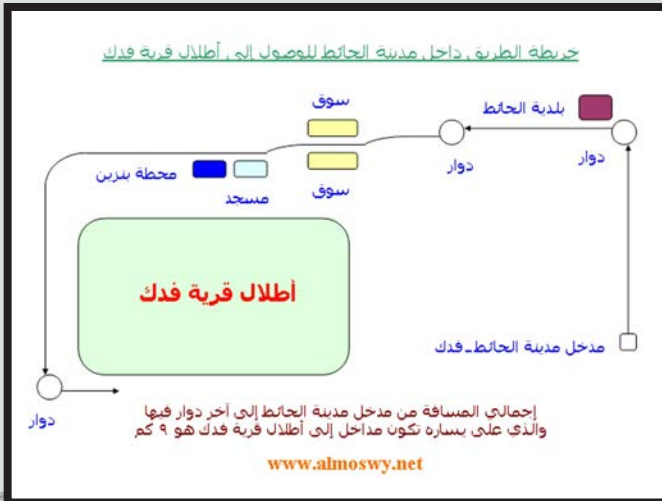 خريطة الطريق داخل مدينة الحائط للوصول إلى أطلال قرية فدك
سوق
بلدية الحائط
دوار
دوار
محطة بنزين
مسجد
سوق
أطلال قرية فدك
مدخل مدينة الحائط ـ فدك
دوار
إجمالي المسافة من مدخل مدينة الحائط إلى آخر دوار فيها
والذي على يساره تكون مداخل إلى أطلال قرية فدك هو ٩ كم
www.almoswy.net